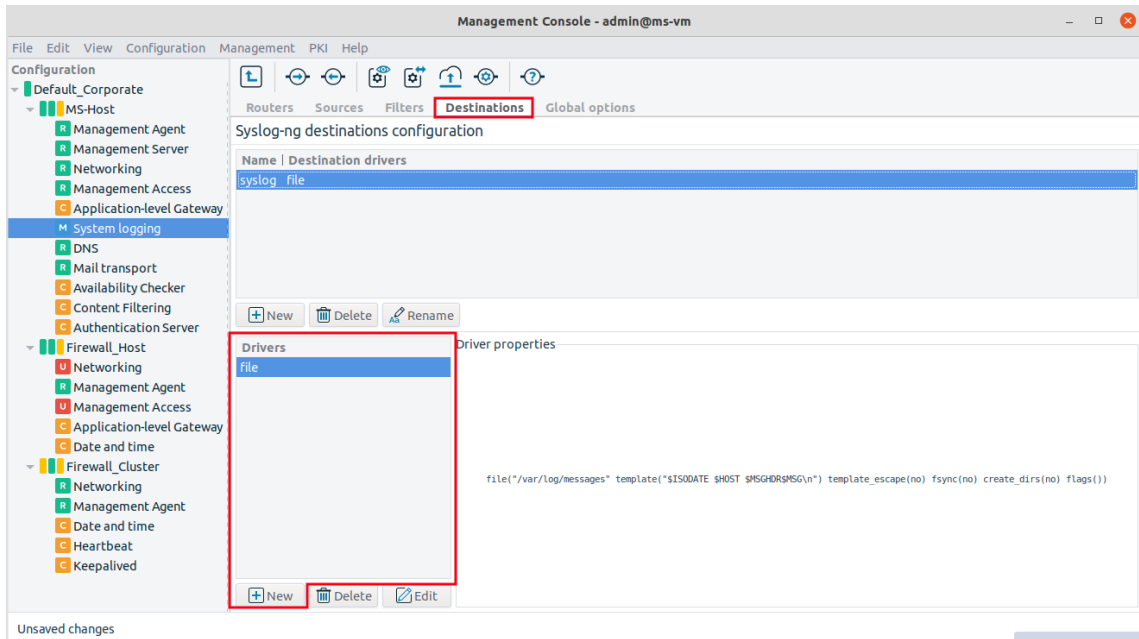 Management Console - admin@ms-vm
File Edit View Configuration Management PKI Help
Configuration
Default_Corporate
MS-Host
R Management Agent
R Management Server
R Networking
R Management Access
C Application-level Gateway
M System logging
R DNS
R Mail transport
C Availability Checker
C Content Filtering
C Authentication Server
Firewall_Host
U Networking
R Management Agent
U Management Access
C Application-level Gateway
C Date and time
Firewall_Cluster
R Networking
R Management Agent
C Date and time
C Heartbeat
C Keepalived
Routers Sources Filters Destinations Global options
Syslog-ng destinations configuration
Name Destination drivers
syslog file
New Delete Rename
Drivers
file
New Delete Edit
Driver properties
file("/var/log/messages" template("$ISODATE $HOST $MSGHDR$MSG\n") template_escape(no) fsync(no) create_dirs(no) flags())
Unsaved changes